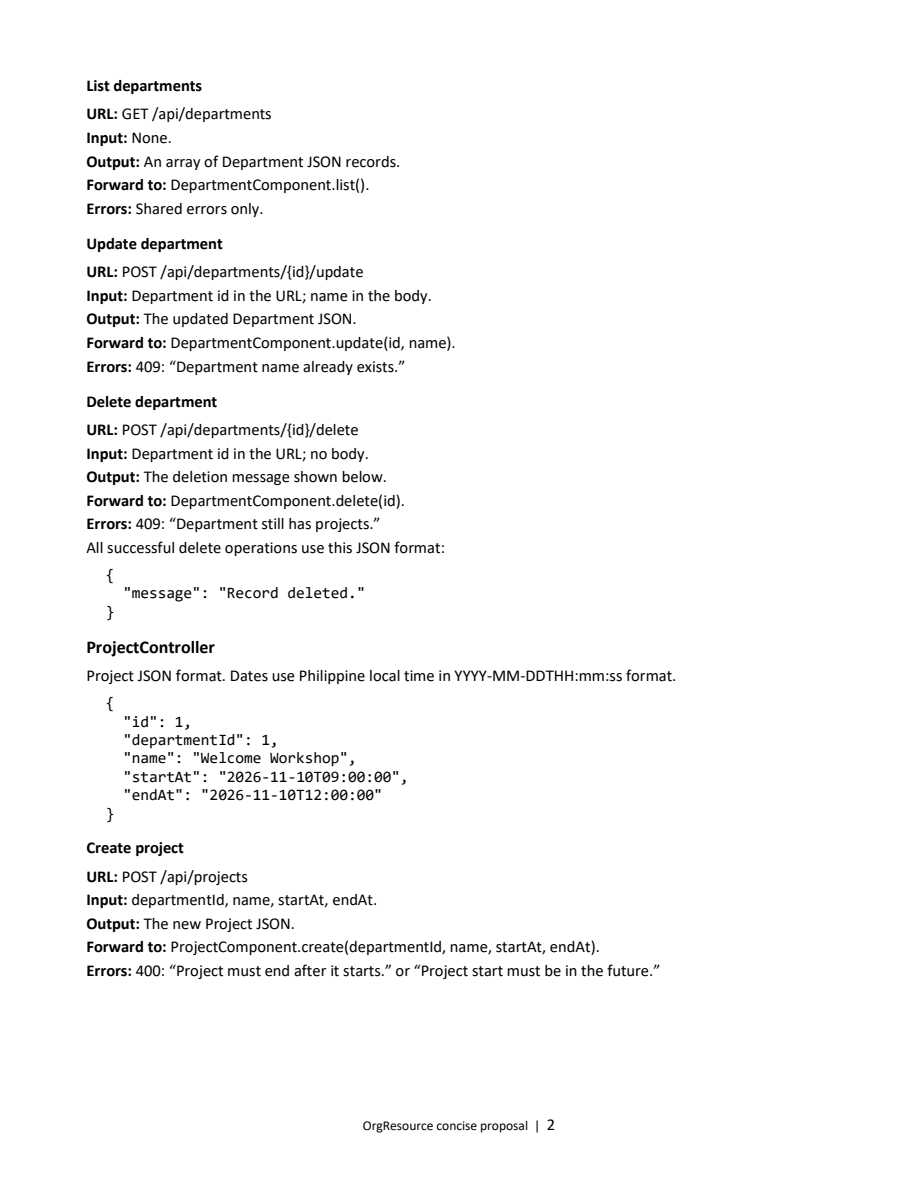 List departments
URL: GET /api/departments
Input: None.
Output: An array of Department JSON records.
Forward to: DepartmentComponent.list().
Errors: Shared errors only.
Update department
URL: POST /api/departments/{id}/update
Input: Department id in the URL; name in the body.
Output: The updated Department JSON.
Forward to: DepartmentComponent.update(id, name).
Errors: 409: “Department name already exists.”
Delete department
URL: POST /api/departments/{id}/delete
Input: Department id in the URL; no body.
Output: The deletion message shown below.
Forward to: DepartmentComponent.delete(id).
Errors: 409: “Department still has projects.”
All successful delete operations use this JSON format:
{
  "message": "Record deleted."
}
ProjectController
Project JSON format. Dates use Philippine local time in YYYY-MM-DDTHH:mm:ss format.
{
  "id": 1,
  "departmentId": 1,
  "name": "Welcome Workshop",
  "startAt": "2026-11-10T09:00:00",
  "endAt": "2026-11-10T12:00:00"
}
Create project
URL: POST /api/projects
Input: departmentId, name, startAt, endAt.
Output: The new Project JSON.
Forward to: ProjectComponent.create(departmentId, name, startAt, endAt).
Errors: 400: “Project must end after it starts.” or “Project start must be in the future.”
OrgResource concise proposal | 2